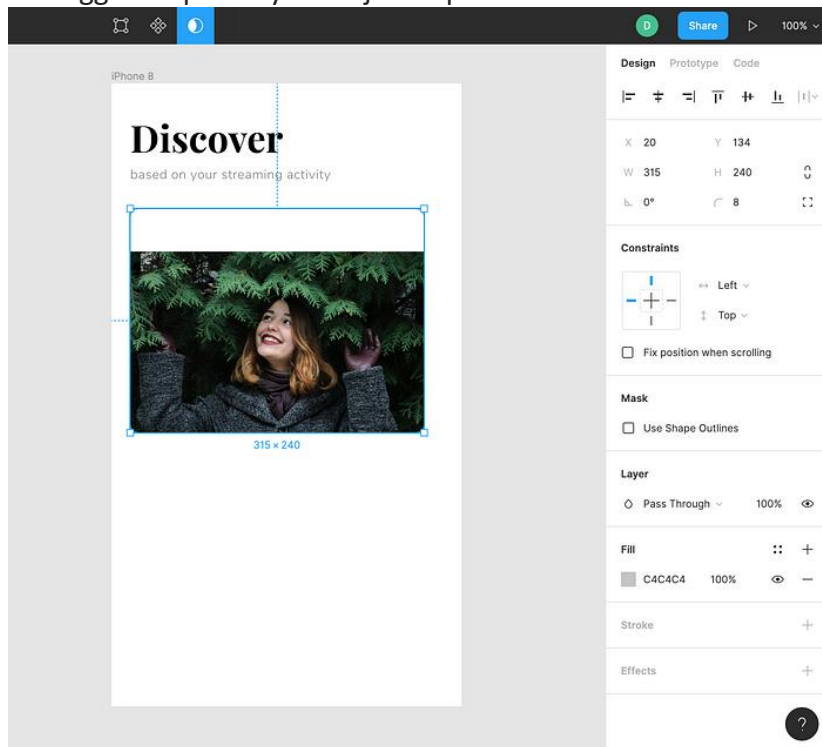 D Share 100%
iPhone 8
Design Prototype Code
Discover
based on your streaming activity
X 20 Y 134
W 315 H 240
0° 8
Constraints
Left
Top
Fix position when scrolling
Mask
Use Shape Outlines
315 × 240
Layer
Pass Through 100%
Fill
C4C4C4 100%
Stroke
Effects
?